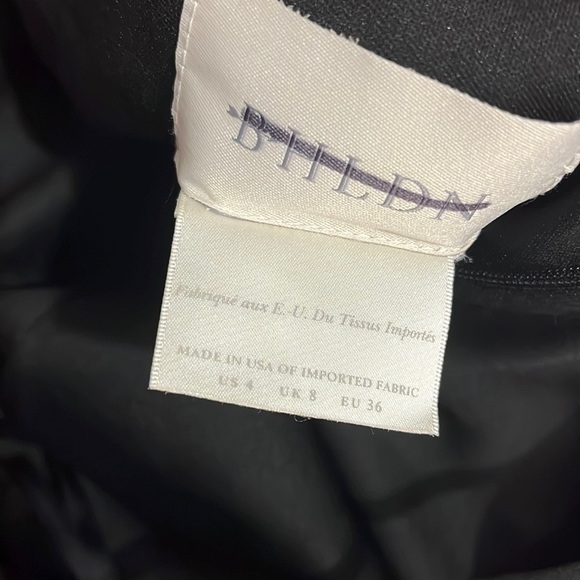 BHLDN
Fabriqué aux É.-U. Du Tissus Importés
MADE IN USA OF IMPORTED FABRIC
US 4 UK 8 EU 36